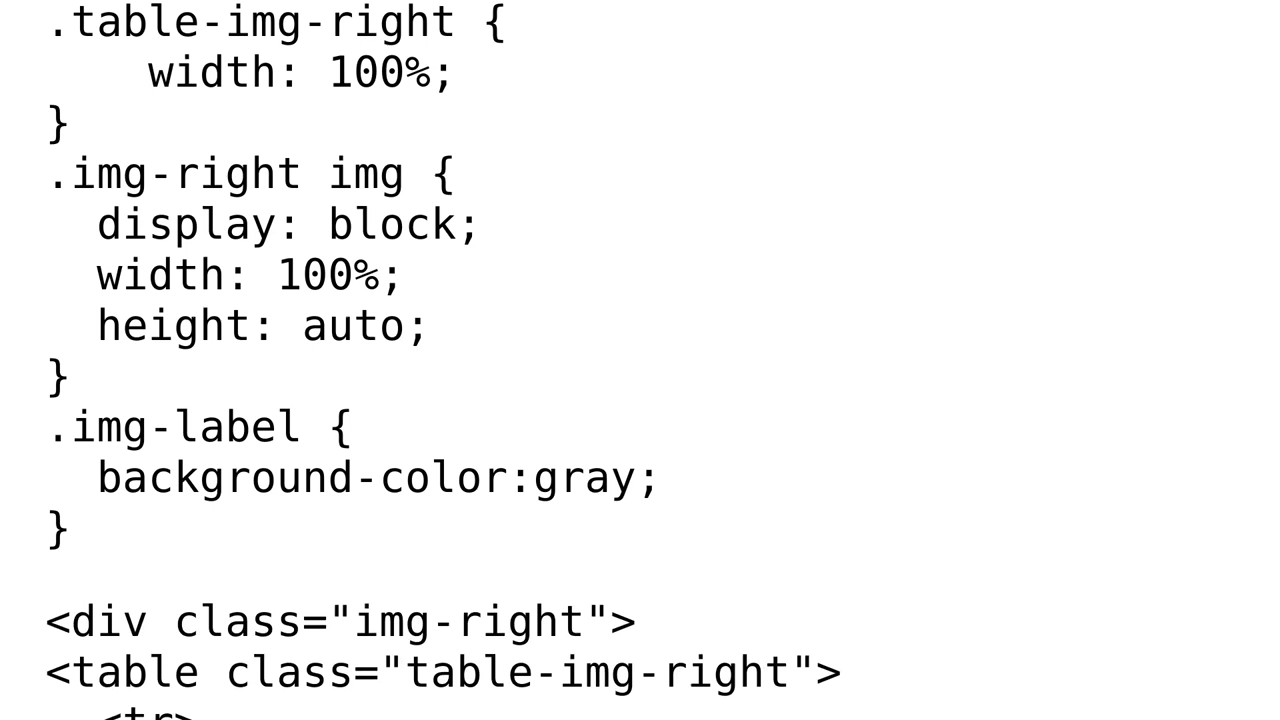 .table-img-right {
    width: 100%;
}
.img-right img {
  display: block;
  width: 100%;
  height: auto;
}
.img-label {
  background-color:gray;
}

<div class="img-right">
<table class="table-img-right">
  <tr>